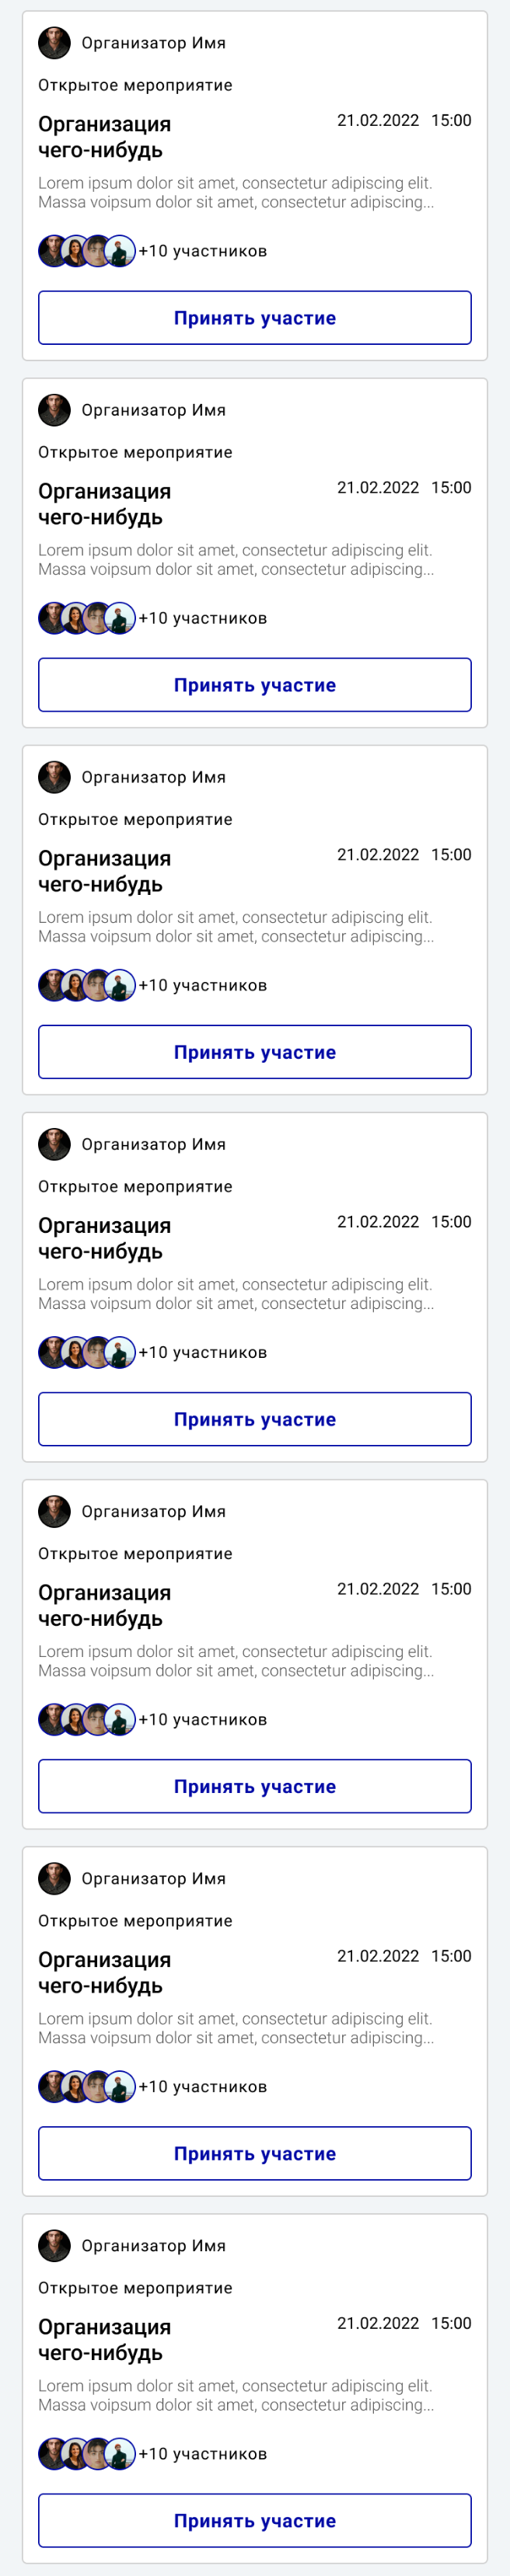 Организатор Имя
Открытое мероприятие
Организация 21.02.2022 15:00
чего-нибудь
Lorem ipsum dolor sit amet, consectetur adipiscing elit.
Massa voipsum dolor sit amet, consectetur adipiscing...
+10 участников
Принять участие
Организатор Имя
Открытое мероприятие
Организация 21.02.2022 15:00
чего-нибудь
Lorem ipsum dolor sit amet, consectetur adipiscing elit.
Massa voipsum dolor sit amet, consectetur adipiscing...
+10 участников
Принять участие
Организатор Имя
Открытое мероприятие
Организация 21.02.2022 15:00
чего-нибудь
Lorem ipsum dolor sit amet, consectetur adipiscing elit.
Massa voipsum dolor sit amet, consectetur adipiscing...
+10 участников
Принять участие
Организатор Имя
Открытое мероприятие
Организация 21.02.2022 15:00
чего-нибудь
Lorem ipsum dolor sit amet, consectetur adipiscing elit.
Massa voipsum dolor sit amet, consectetur adipiscing...
+10 участников
Принять участие
Организатор Имя
Открытое мероприятие
Организация 21.02.2022 15:00
чего-нибудь
Lorem ipsum dolor sit amet, consectetur adipiscing elit.
Massa voipsum dolor sit amet, consectetur adipiscing...
+10 участников
Принять участие
Организатор Имя
Открытое мероприятие
Организация 21.02.2022 15:00
чего-нибудь
Lorem ipsum dolor sit amet, consectetur adipiscing elit.
Massa voipsum dolor sit amet, consectetur adipiscing...
+10 участников
Принять участие
Организатор Имя
Открытое мероприятие
Организация 21.02.2022 15:00
чего-нибудь
Lorem ipsum dolor sit amet, consectetur adipiscing elit.
Massa voipsum dolor sit amet, consectetur adipiscing...
+10 участников
Принять участие